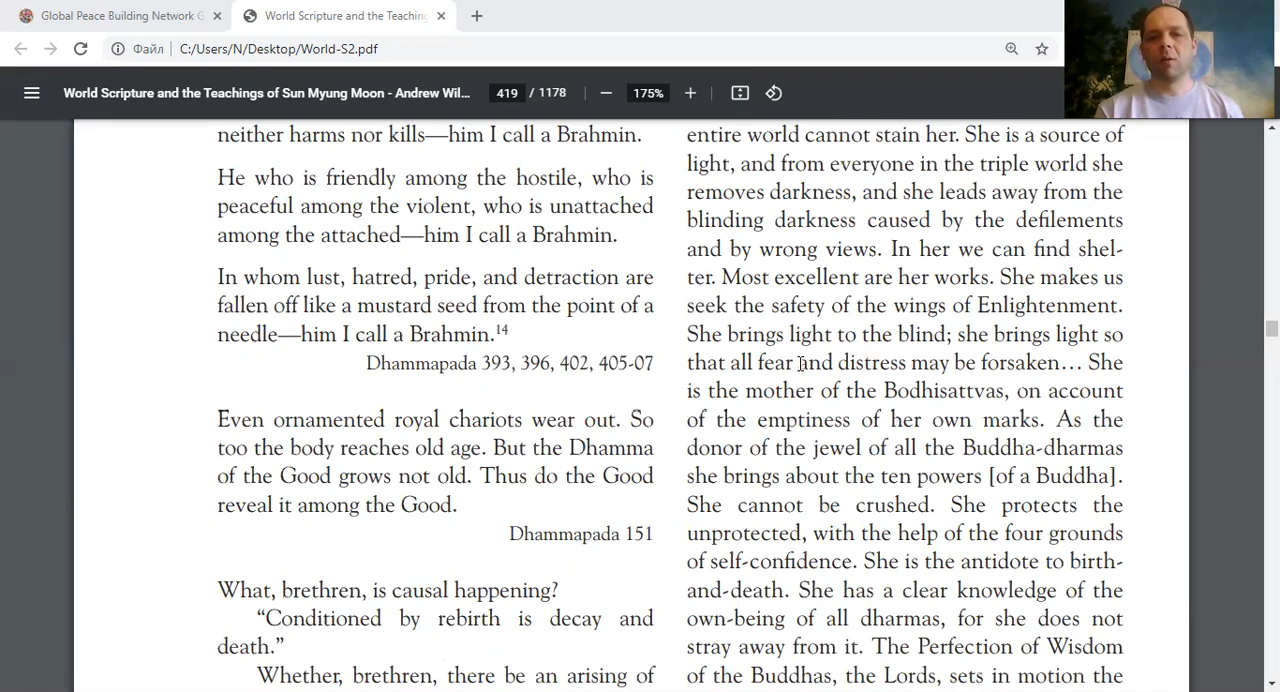 Global Peace Building Network G
World Scripture and the Teaching
Файл
C:/Users/N/Desktop/World-S2.pdf
World Scripture and the Teachings of Sun Myung Moon - Andrew Wil...
419 / 1178
175%
neither harms nor kills—him I call a Brahmin.
He who is friendly among the hostile, who is
peaceful among the violent, who is unattached
among the attached—him I call a Brahmin.
In whom lust, hatred, pride, and detraction are
fallen off like a mustard seed from the point of a
needle—him I call a Brahmin.¹⁴
Dhammapada 393, 396, 402, 405-07
Even ornamented royal chariots wear out. So
too the body reaches old age. But the Dhamma
of the Good grows not old. Thus do the Good
reveal it among the Good.
Dhammapada 151
What, brethren, is causal happening?
“Conditioned by rebirth is decay and
death.”
Whether, brethren, there be an arising of
entire world cannot stain her. She is a source of
light, and from everyone in the triple world she
removes darkness, and she leads away from the
blinding darkness caused by the defilements
and by wrong views. In her we can find shel-
ter. Most excellent are her works. She makes us
seek the safety of the wings of Enlightenment.
She brings light to the blind; she brings light so
that all fear and distress may be forsaken… She
is the mother of the Bodhisattvas, on account
of the emptiness of her own marks. As the
donor of the jewel of all the Buddha-dharmas
she brings about the ten powers [of a Buddha].
She cannot be crushed. She protects the
unprotected, with the help of the four grounds
of self-confidence. She is the antidote to birth-
and-death. She has a clear knowledge of the
own-being of all dharmas, for she does not
stray away from it. The Perfection of Wisdom
of the Buddhas, the Lords, sets in motion the